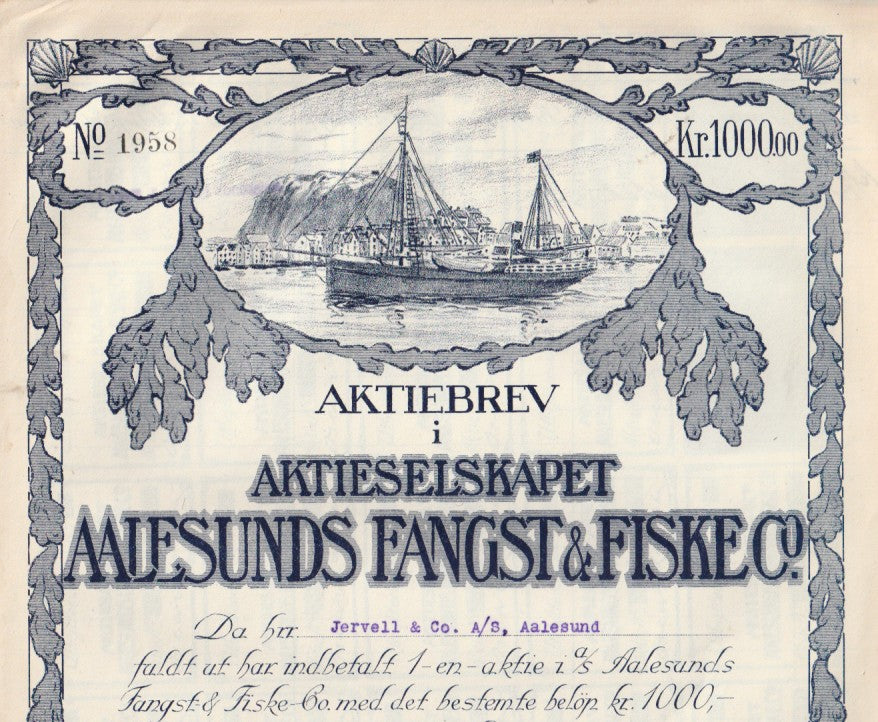 Nº 1958
Kr. 1000.00
AKTIEBREV
i
AKTIESELSKAPET
AALESUNDS FANGST & FISKE Cº.
Da hrr. Jervell & Co. A/S, Aalesund
fuldt ut har indbetalt 1-en-aktie i a/s Aalesunds
Fangst-& Fiske-Co. med det bestemte beløp kr. 1000,-